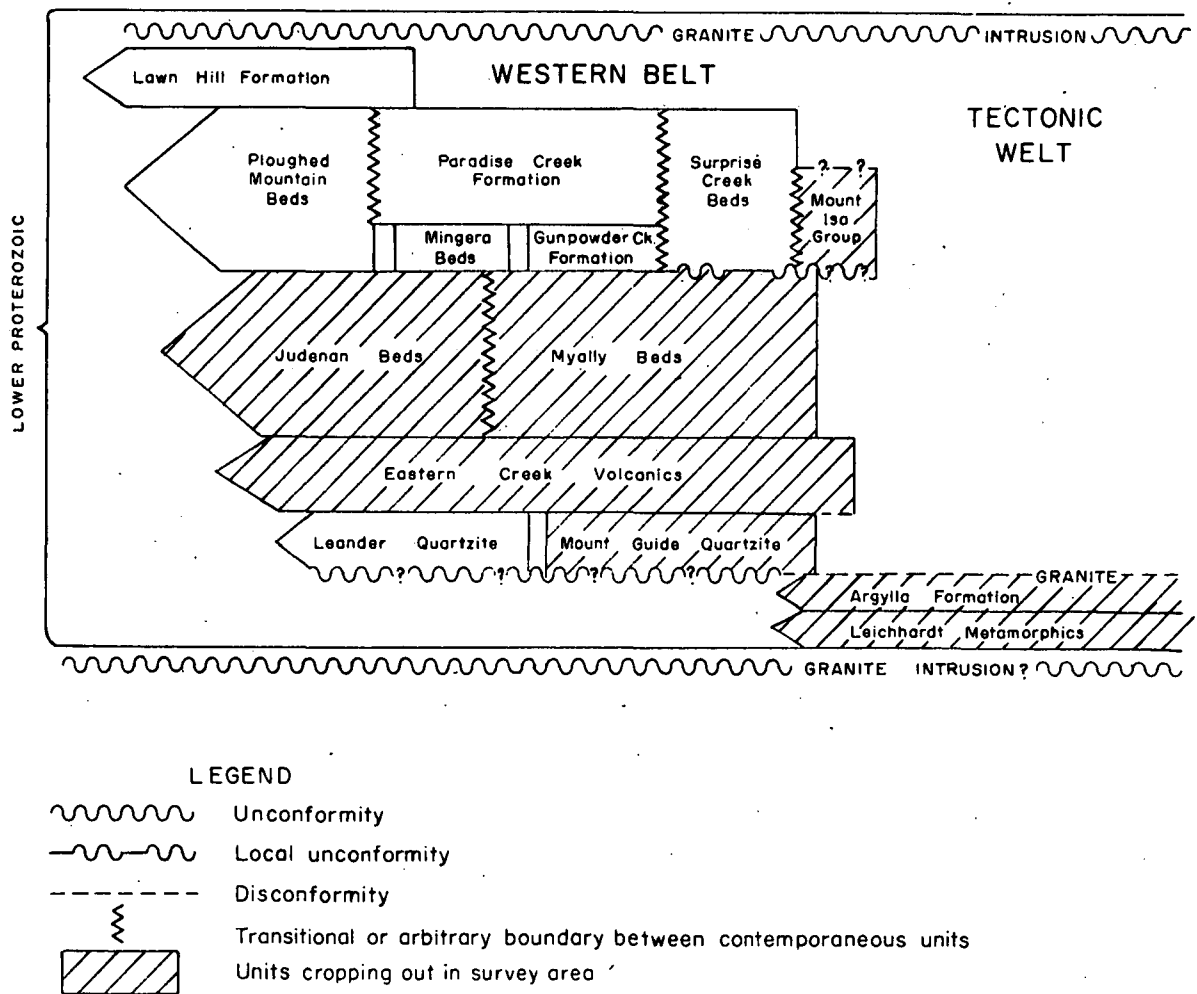 GRANITE INTRUSION
Lawn Hill Formation
WESTERN BELT
TECTONIC
WELT
LOWER PROTEROZOIC
Ploughed
Mountain
Beds
Paradise Creek
Formation
Surprise
Creek
Beds
? ?
Mount
Isa
Group
? ?
Mingera
Beds
Gunpowder Ck.
Formation
Judenan Beds
Myally Beds
Eastern Creek Volcanics
Leander Quartzite
Mount Guide Quartzite
? ? ? ?
GRANITE
Argylla Formation
Leichhardt Metamorphics
GRANITE INTRUSION?
LEGEND
Unconformity
Local unconformity
Disconformity
Transitional or arbitrary boundary between contemporaneous units
Units cropping out in survey area